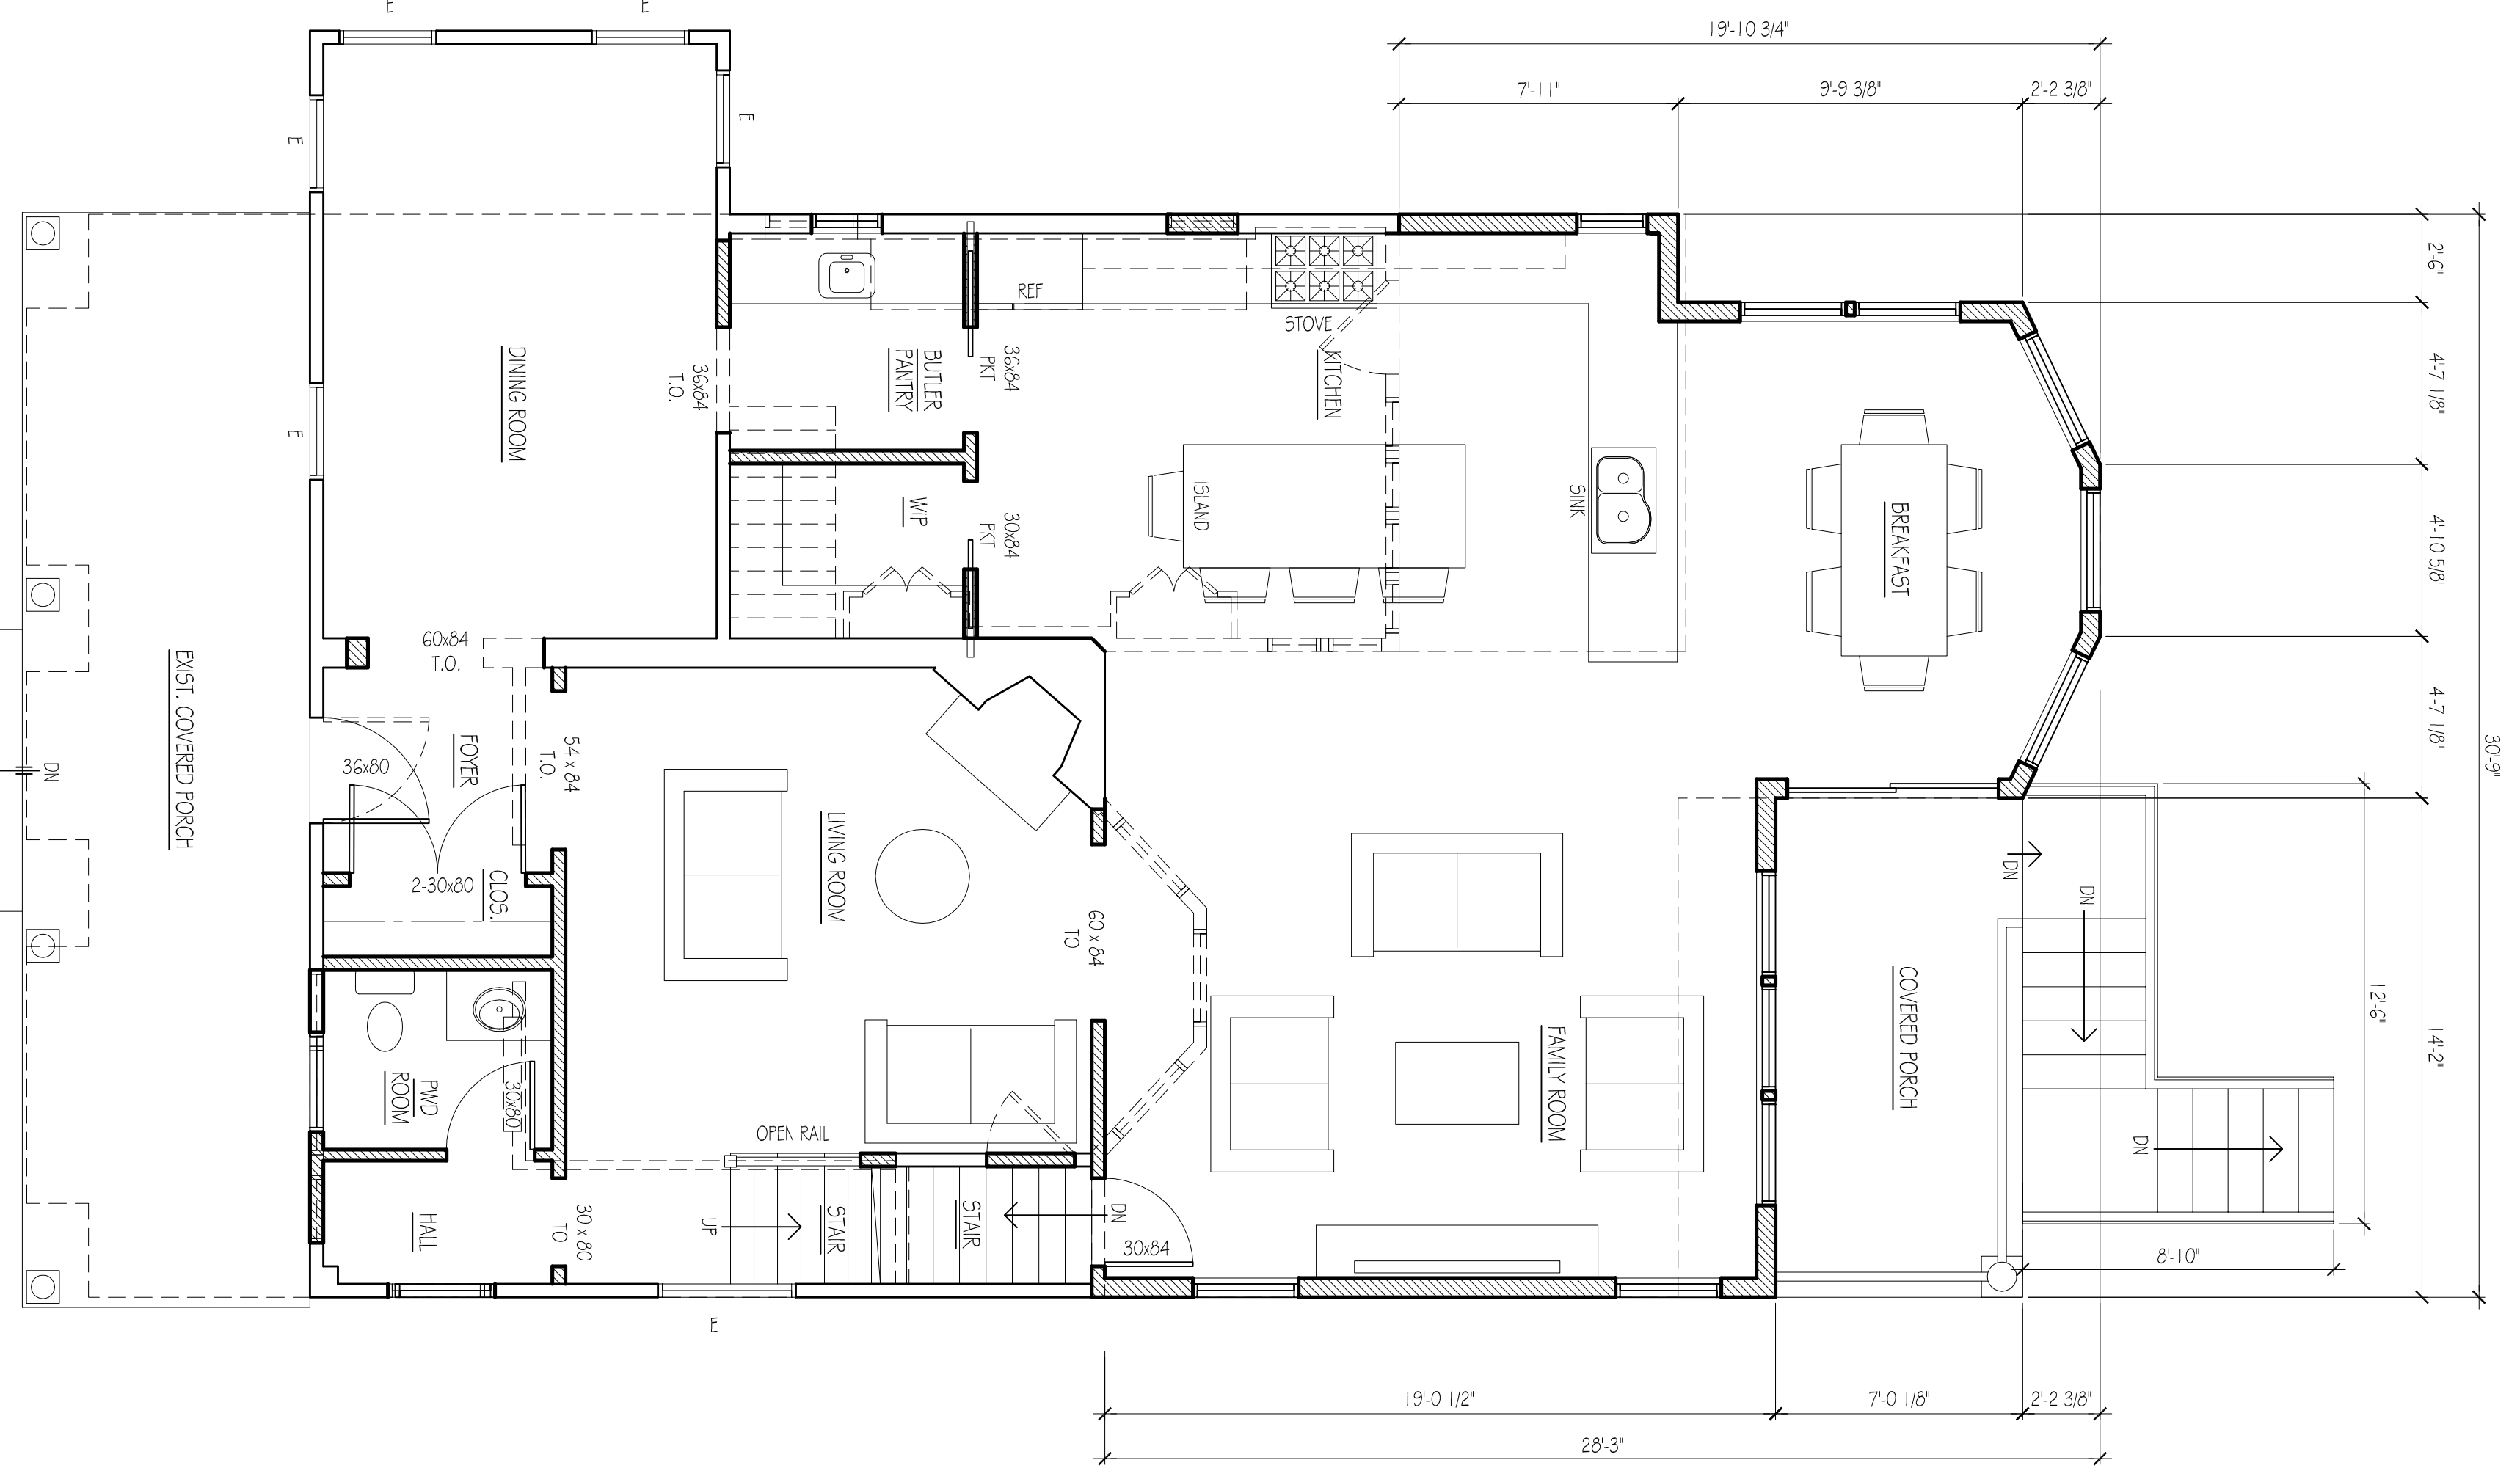 E
E
19'-10 3/4"
7'-11"
9'-9 3/8"
2'-2 3/8"
E
E
E
2'-6"
4'-7 1/8"
4'-10 5/8"
4'-7 1/8"
30'-9"
14'-2"
12'-6"
8'-10"
DINING ROOM
36x84
T.O.
BUTLER
PANTRY
36x84
PKT
REF
STOVE
KITCHEN
WIP
30x84
PKT
ISLAND
SINK
BREAKFAST
60x84
T.O.
EXIST. COVERED PORCH
DN
FOYER
36x80
54 x 84
T.O.
2-30x80
CLOS.
LIVING ROOM
60 x 84
TO
FAMILY ROOM
COVERED PORCH
DN
DN
DN
PWD
ROOM
30x80
OPEN RAIL
HALL
30 x 80
TO
UP
STAIR
STAIR
DN
30x84
E
19'-0 1/2"
7'-0 1/8"
2'-2 3/8"
28'-3"